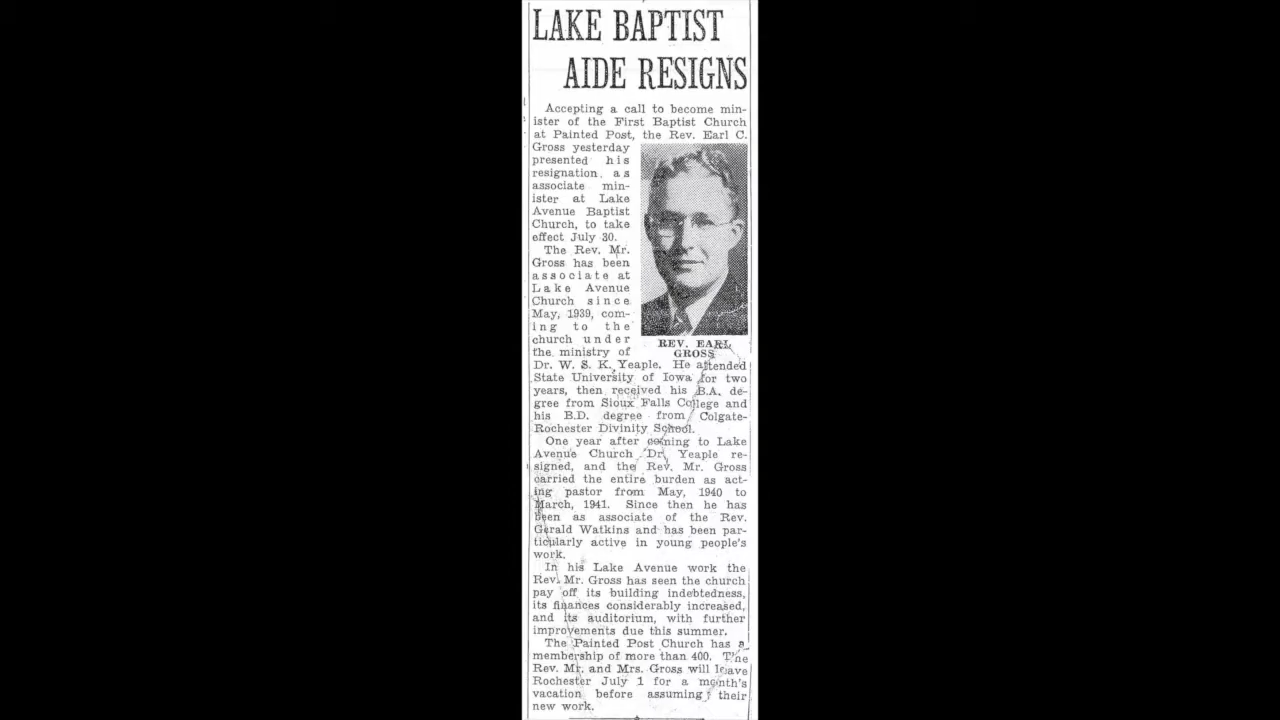 LAKE BAPTIST
AIDE RESIGNS
Accepting a call to become min-
ister of the First Baptist Church
at Painted Post, the Rev. Earl C.
Gross yesterday
presented his
resignation as
associate min-
ister at Lake
Avenue Baptist
Church, to take
effect July 30.
The Rev. Mr.
Gross has been
associate at
Lake Avenue
Church since
May, 1939, com-
ing to the
church under
the ministry of
REV. EARL
GROSS
Dr. W. S. K. Yeaple. He attended
State University of Iowa for two
years, then received his B.A. de-
gree from Sioux Falls College and
his B.D. degree from Colgate-
Rochester Divinity School.
One year after coming to Lake
Avenue Church Dr. Yeaple re-
signed, and the Rev. Mr. Gross
carried the entire burden as act-
ing pastor from May, 1940 to
March, 1941. Since then he has
been as associate of the Rev.
Gerald Watkins and has been par-
ticularly active in young people's
work.
In his Lake Avenue work the
Rev. Mr. Gross has seen the church
pay off its building indebtedness,
its finances considerably increased,
and its auditorium, with further
improvements due this summer.
The Painted Post Church has a
membership of more than 400. The
Rev. Mr. and Mrs. Gross will leave
Rochester July 1 for a month's
vacation before assuming their
new work.